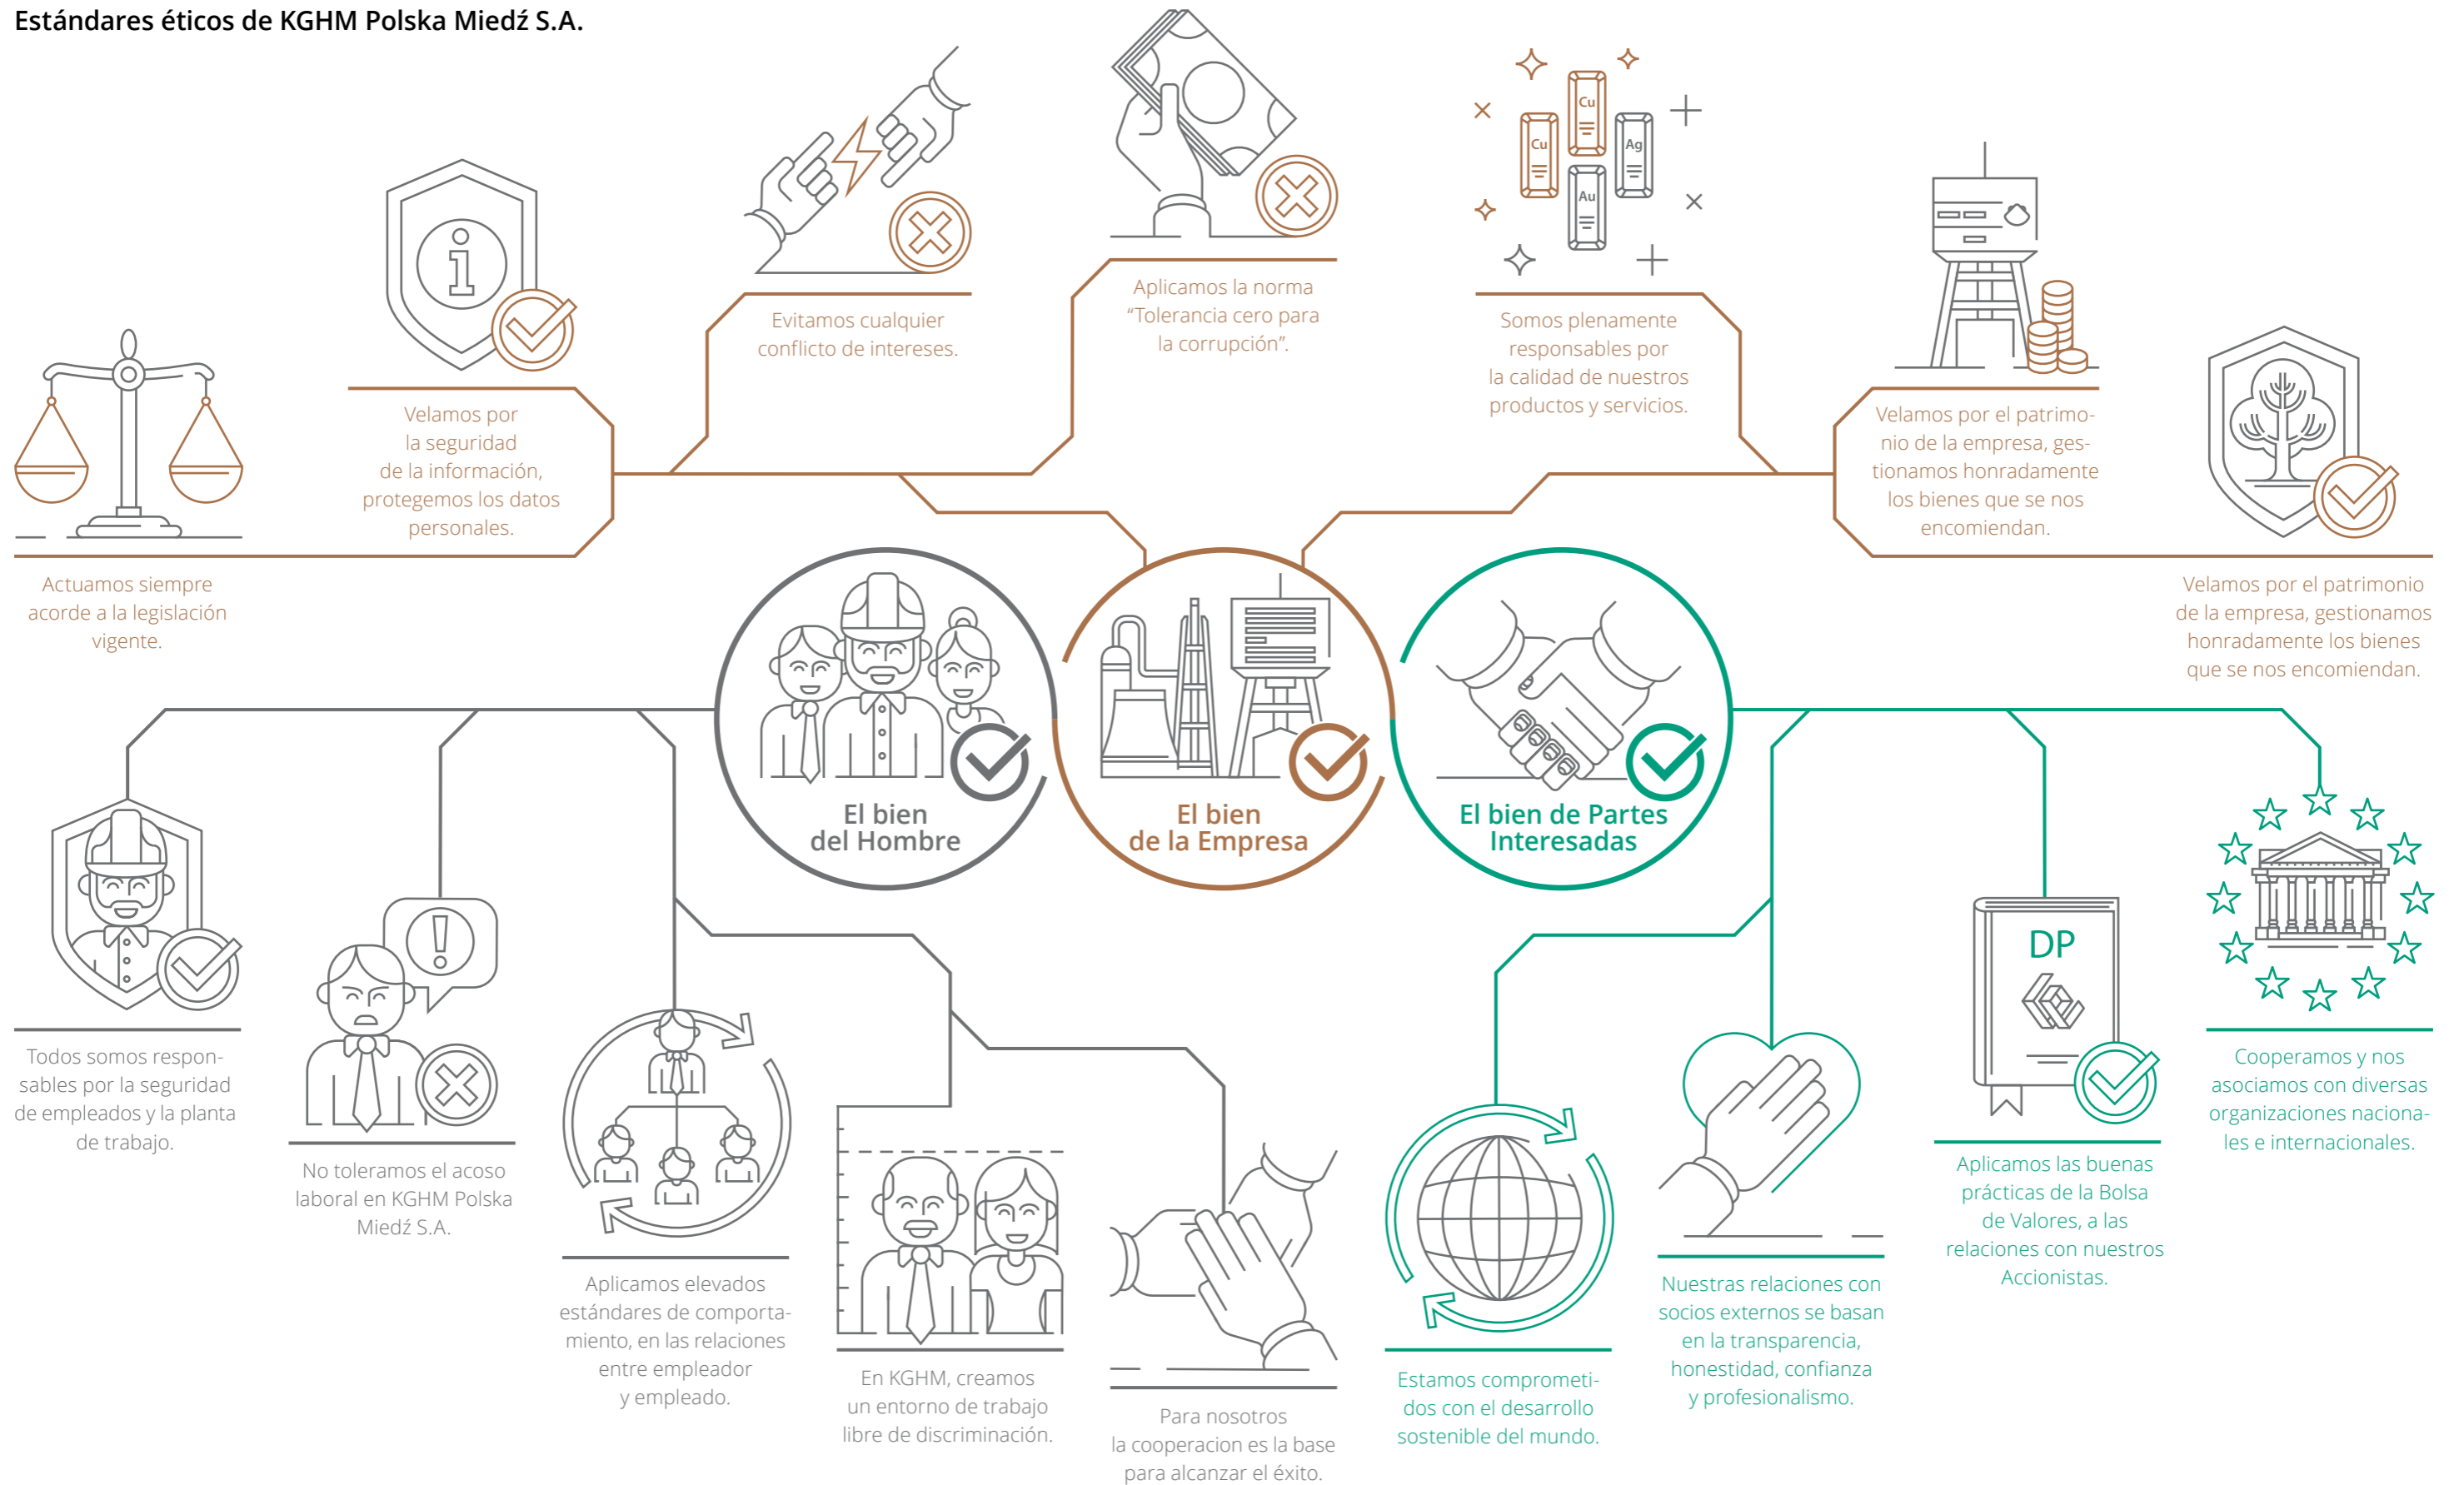 Estándares éticos de KGHM Polska Miedź S.A.
Actuamos siempre
acorde a la legislación
vigente.
i
Velamos por
la seguridad
de la información,
protegemos los datos
personales.
Evitamos cualquier
conflicto de intereses.
Aplicamos la norma
“Tolerancia cero para
la corrupción”.
Cu
Cu
Ag
Au
Somos plenamente
responsables por
la calidad de nuestros
productos y servicios.
Velamos por el patrimo-
nio de la empresa, ges-
tionamos honradamente
los bienes que se nos
encomiendan.
Velamos por el patrimonio
de la empresa, gestionamos
honradamente los bienes
que se nos encomiendan.
El bien
del Hombre
El bien
de la Empresa
El bien de Partes
Interesadas
Todos somos respon-
sables por la seguridad
de empleados y la planta
de trabajo.
!
No toleramos el acoso
laboral en KGHM Polska
Miedź S.A.
Aplicamos elevados
estándares de comporta-
miento, en las relaciones
entre empleador
y empleado.
En KGHM, creamos
un entorno de trabajo
libre de discriminación.
Para nosotros
la cooperacion es la base
para alcanzar el éxito.
Estamos comprometi-
dos con el desarrollo
sostenible del mundo.
Nuestras relaciones con
socios externos se basan
en la transparencia,
honestidad, confianza
y profesionalismo.
DP
Aplicamos las buenas
prácticas de la Bolsa
de Valores, a las
relaciones con nuestros
Accionistas.
Cooperamos y nos
asociamos con diversas
organizaciones naciona-
les e internacionales.